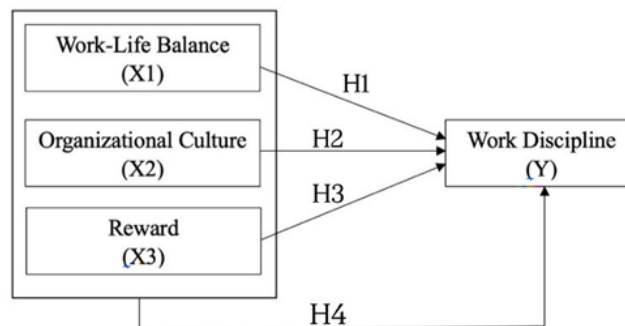 Work-Life Balance
(X1)
H1
Organizational Culture
(X2)
H2
Work Discipline
(Y)
H3
Reward
(X3)
H4